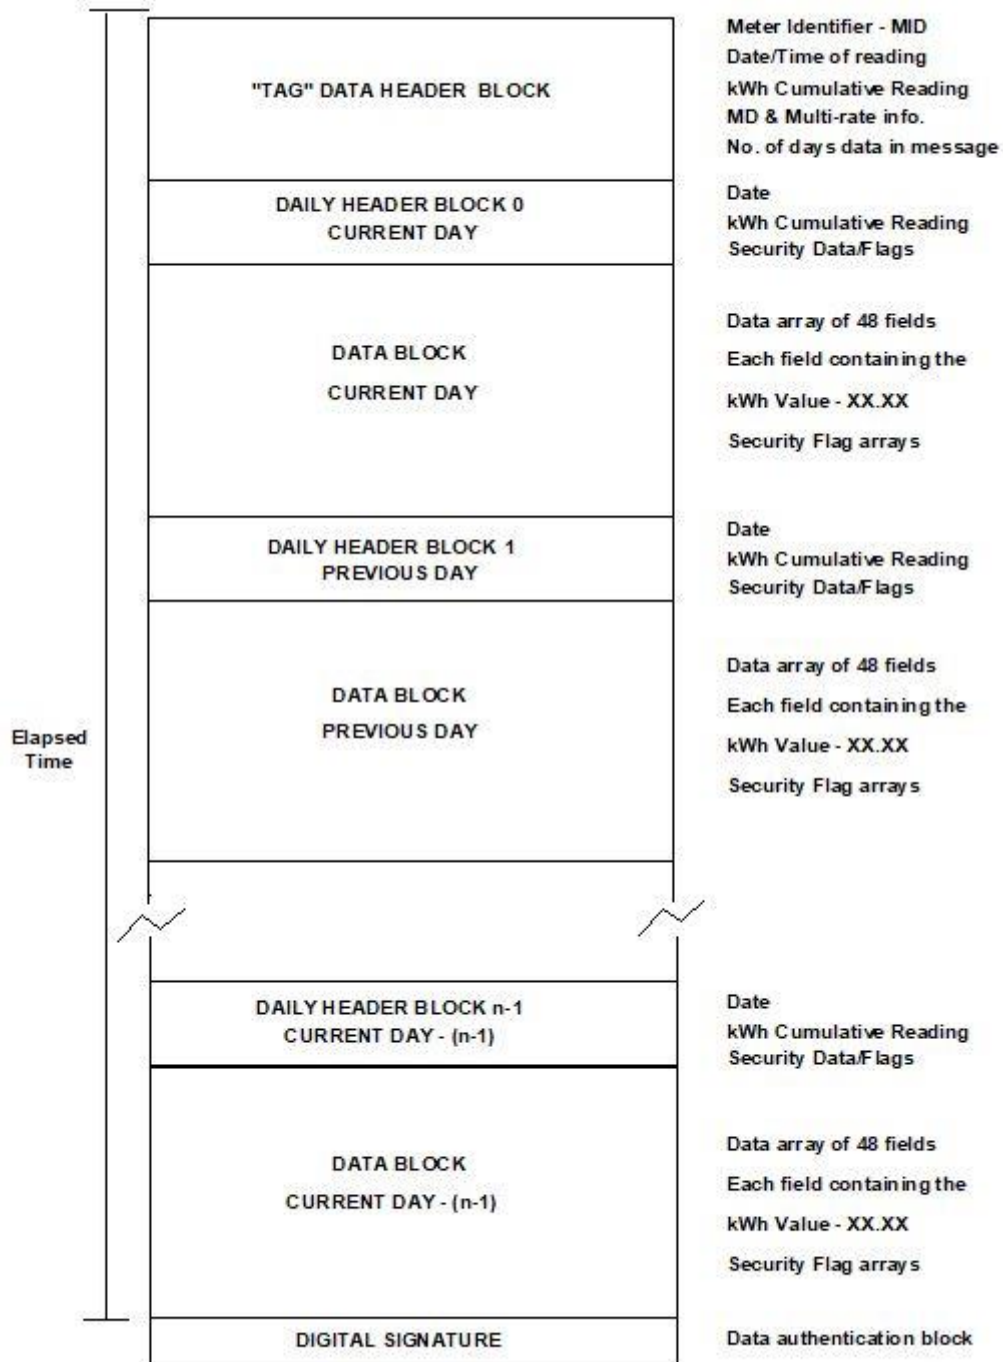 Meter Identifier - MID
Date/Time of reading
"TAG" DATA HEADER BLOCK
kWh Cumulative Reading
MD & Multi-rate info.
No. of days data in message
DAILY HEADER BLOCK 0
CURRENT DAY
Date
kWh Cumulative Reading
Security Data/Flags
DATA BLOCK
CURRENT DAY
Data array of 48 fields
Each field containing the
kWh Value - XX.XX
Security Flag arrays
DAILY HEADER BLOCK 1
PREVIOUS DAY
Date
kWh Cumulative Reading
Security Data/Flags
DATA BLOCK
PREVIOUS DAY
Data array of 48 fields
Each field containing the
kWh Value - XX.XX
Security Flag arrays
Elapsed
Time
DAILY HEADER BLOCK n-1
CURRENT DAY - (n-1)
Date
kWh Cumulative Reading
Security Data/Flags
DATA BLOCK
CURRENT DAY - (n-1)
Data array of 48 fields
Each field containing the
kWh Value - XX.XX
Security Flag arrays
DIGITAL SIGNATURE
Data authentication block